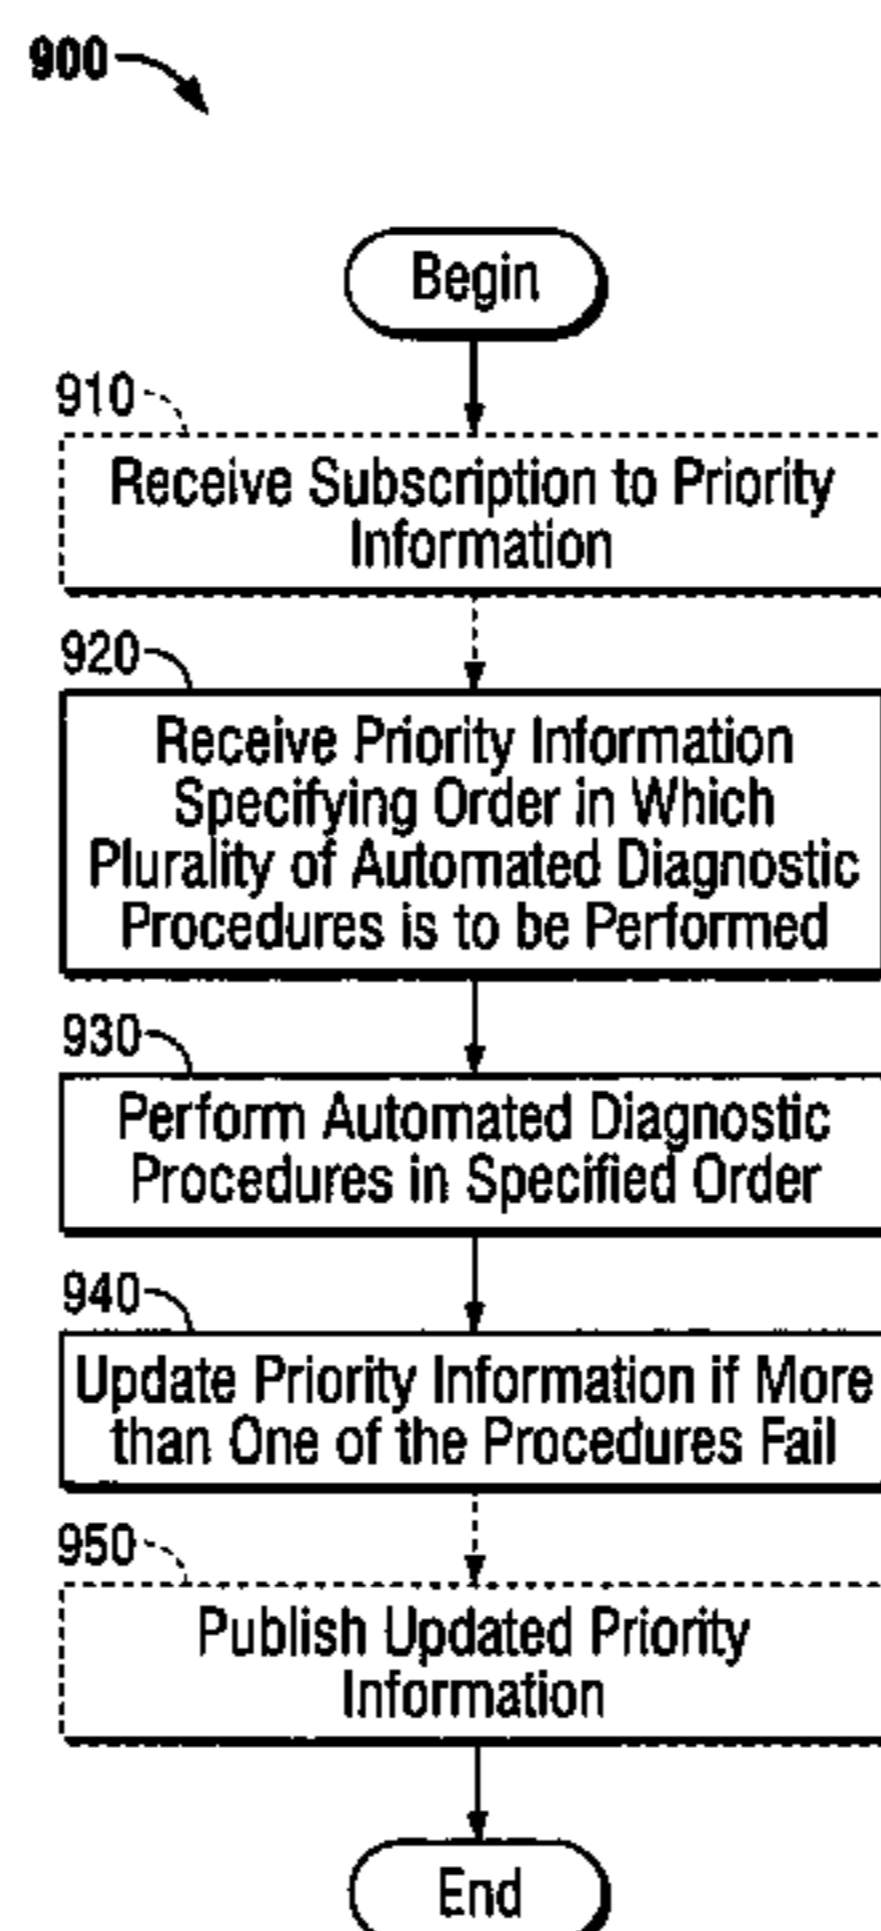 900
Begin
910
Receive Subscription to Priority
Information
920
Receive Priority Information
Specifying Order in Which
Plurality of Automated Diagnostic
Procedures is to be Performed
930
Perform Automated Diagnostic
Procedures in Specified Order
940
Update Priority Information if More
than One of the Procedures Fail
950
Publish Updated Priority
Information
End